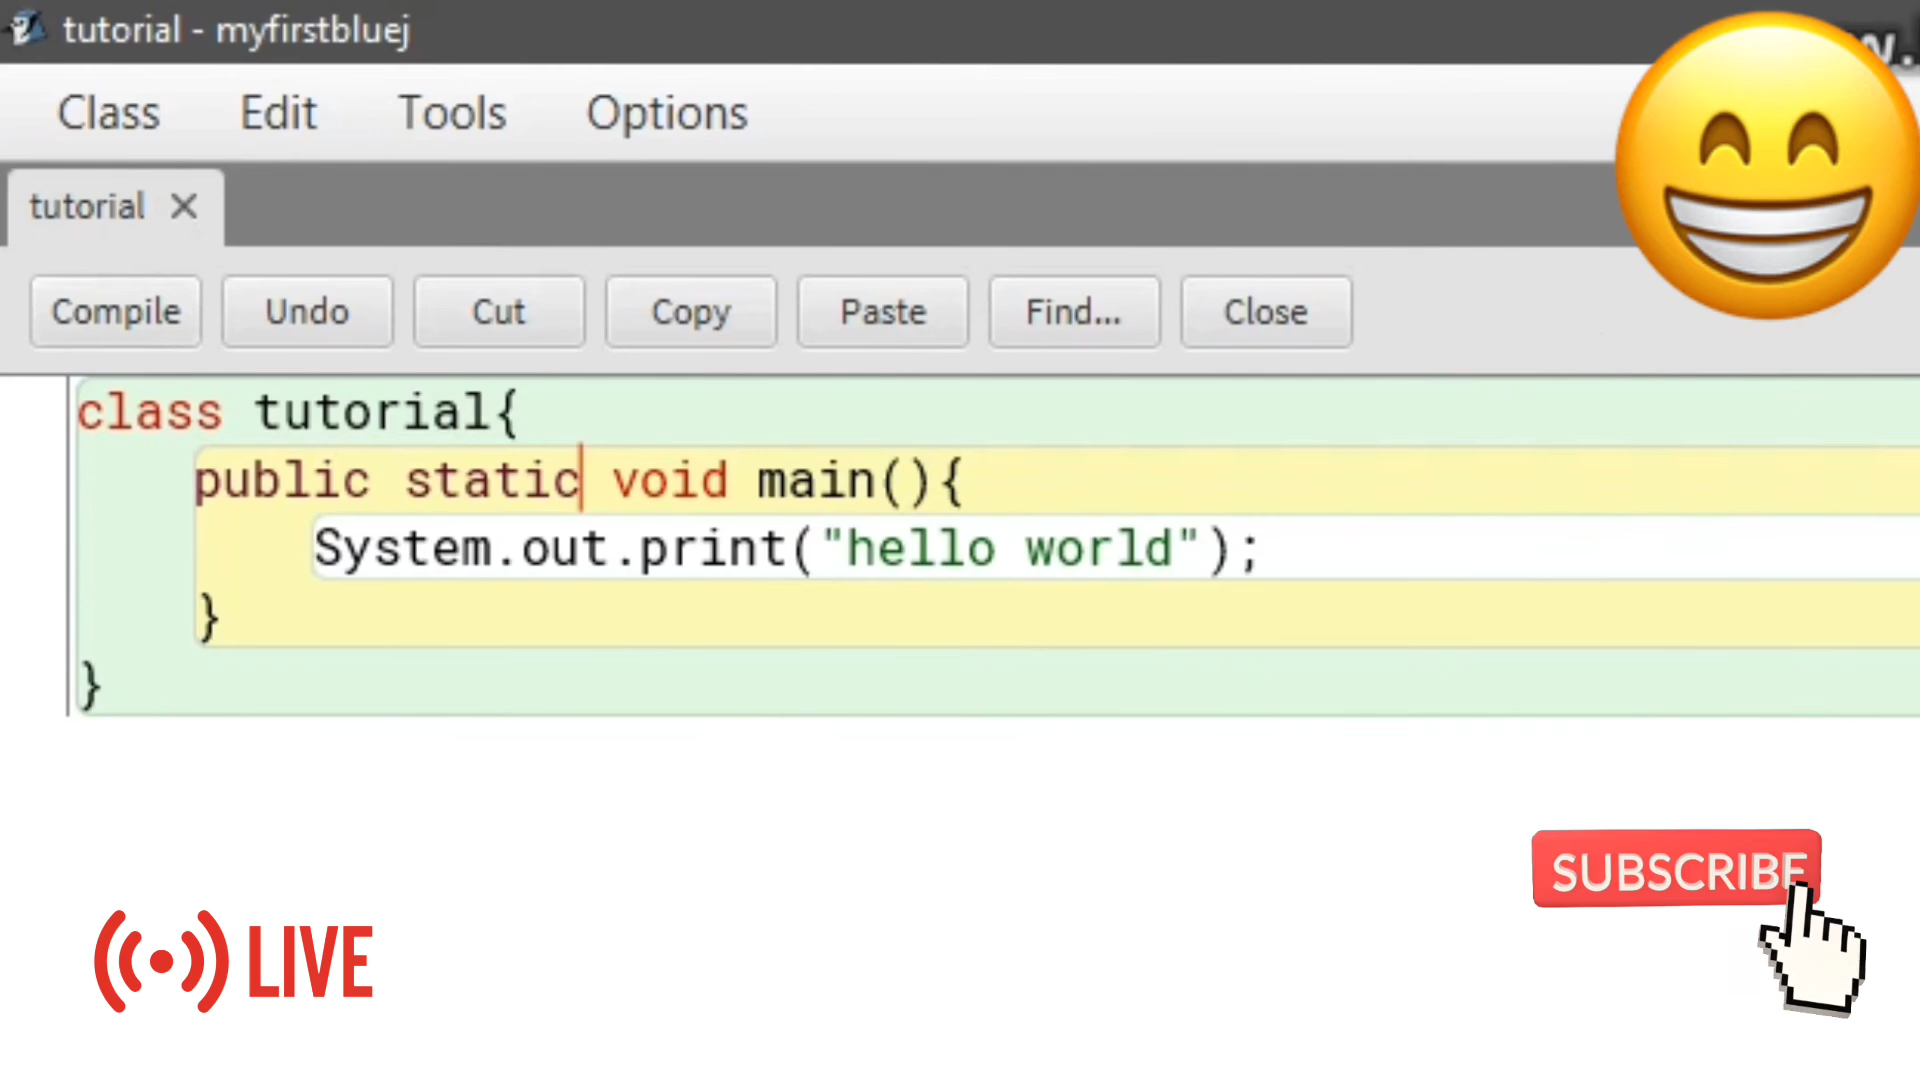 tutorial - myfirstbluej
Class Edit Tools Options
tutorial
Compile Undo Cut Copy Paste Find... Close
class tutorial{
public static void main(){
System.out.print("hello world");
}
}
SUBSCRIBE
LIVE